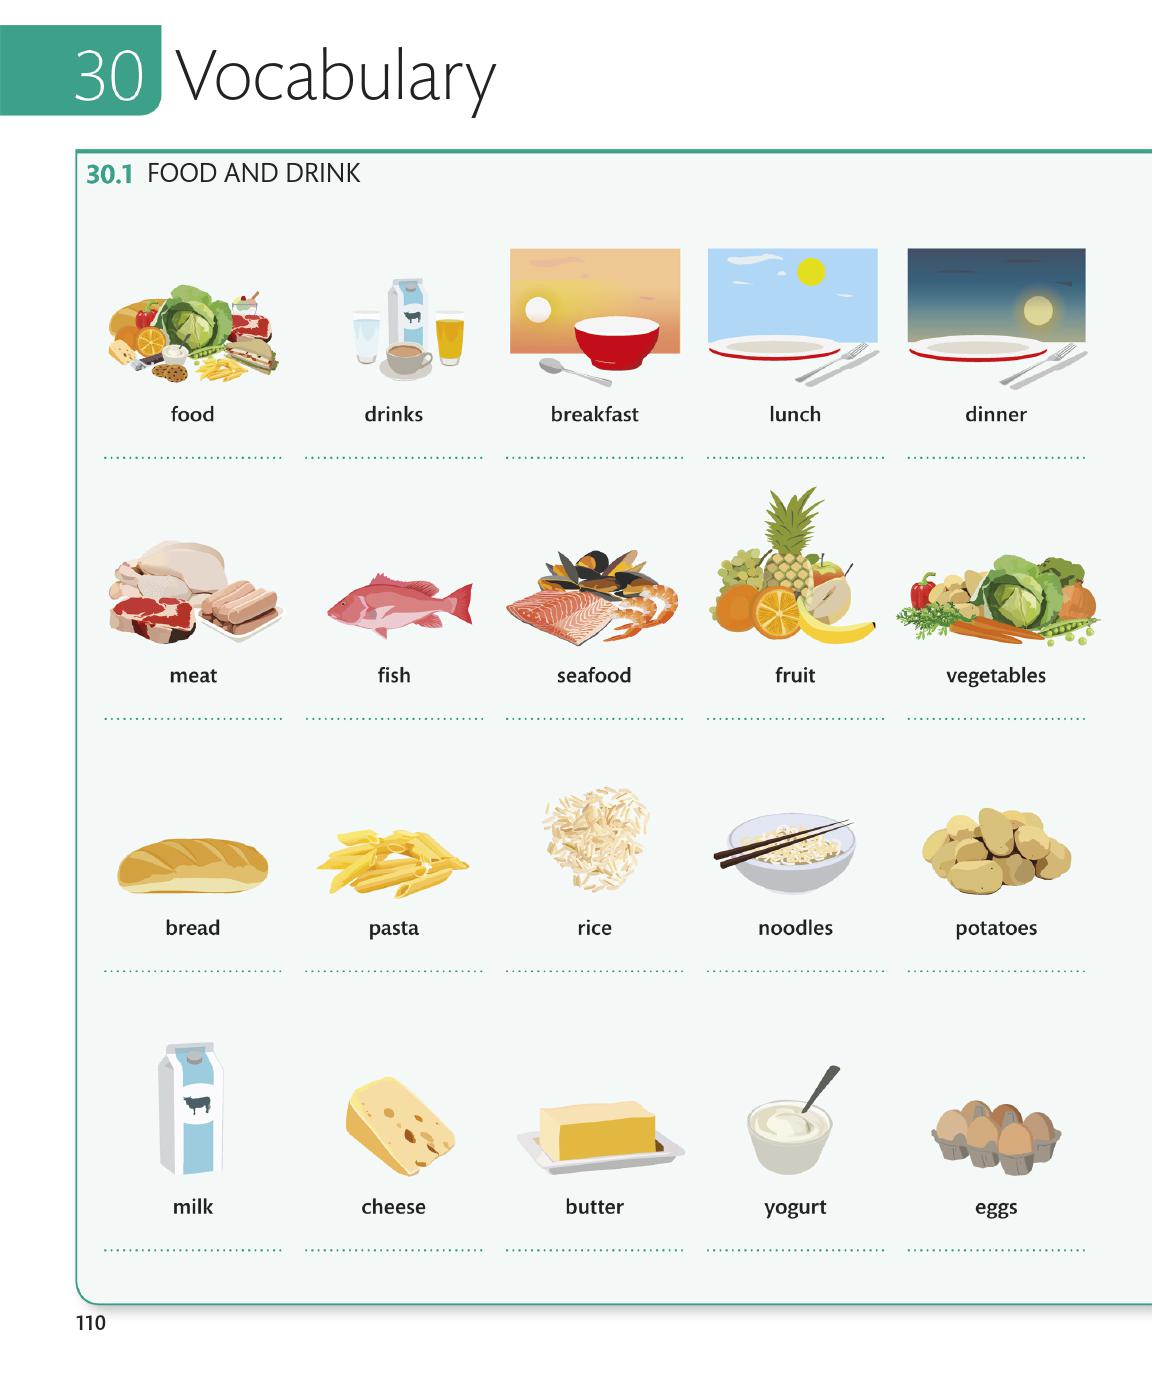 30 Vocabulary
30.1 FOOD AND DRINK
food drinks breakfast lunch dinner
meat fish seafood fruit vegetables
bread pasta rice noodles potatoes
milk cheese butter yogurt eggs
110